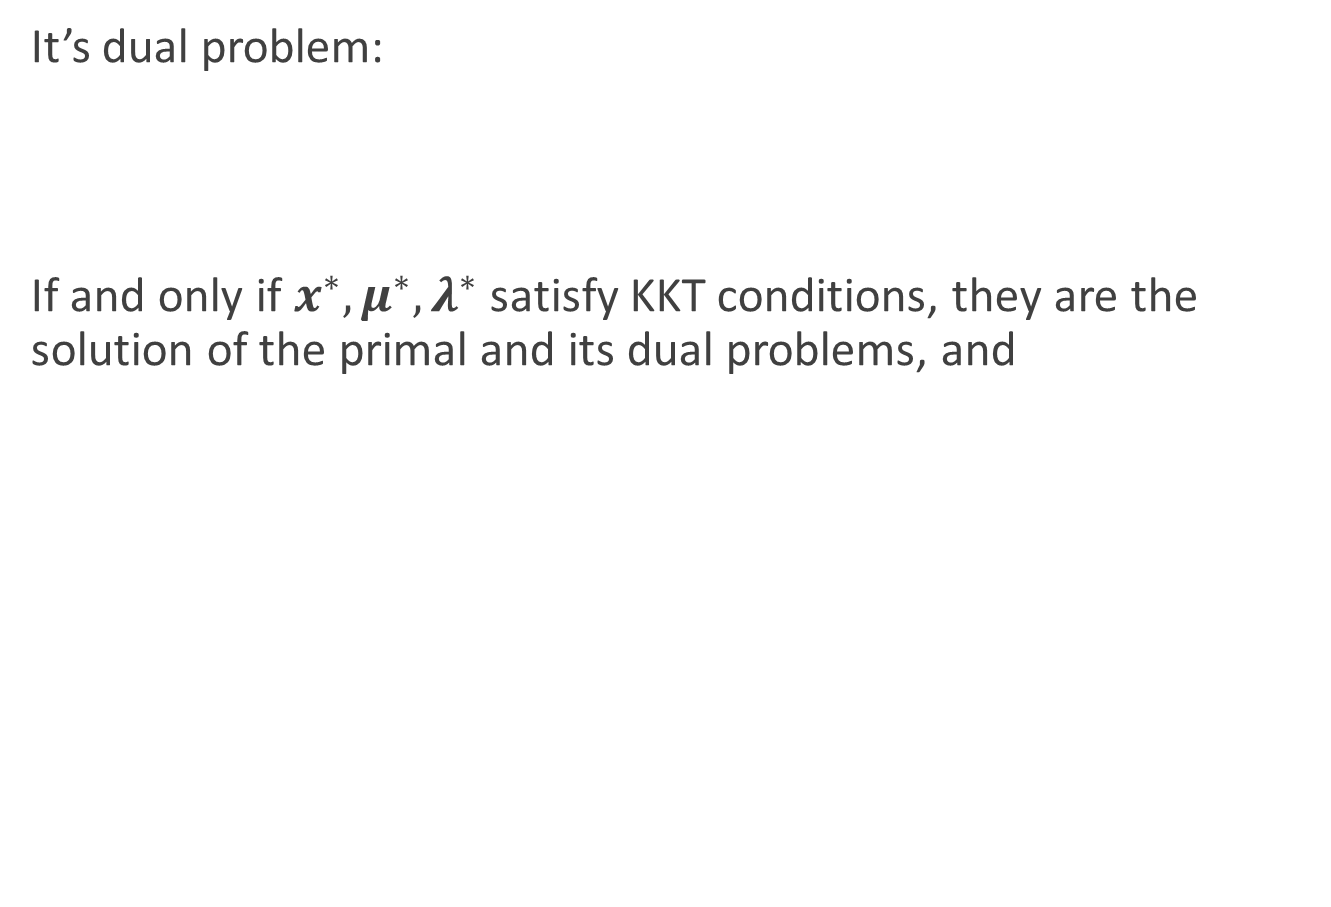 It’s dual problem:
If and only if 𝒙*, 𝝁*, 𝝀* satisfy KKT conditions, they are the
solution of the primal and its dual problems, and